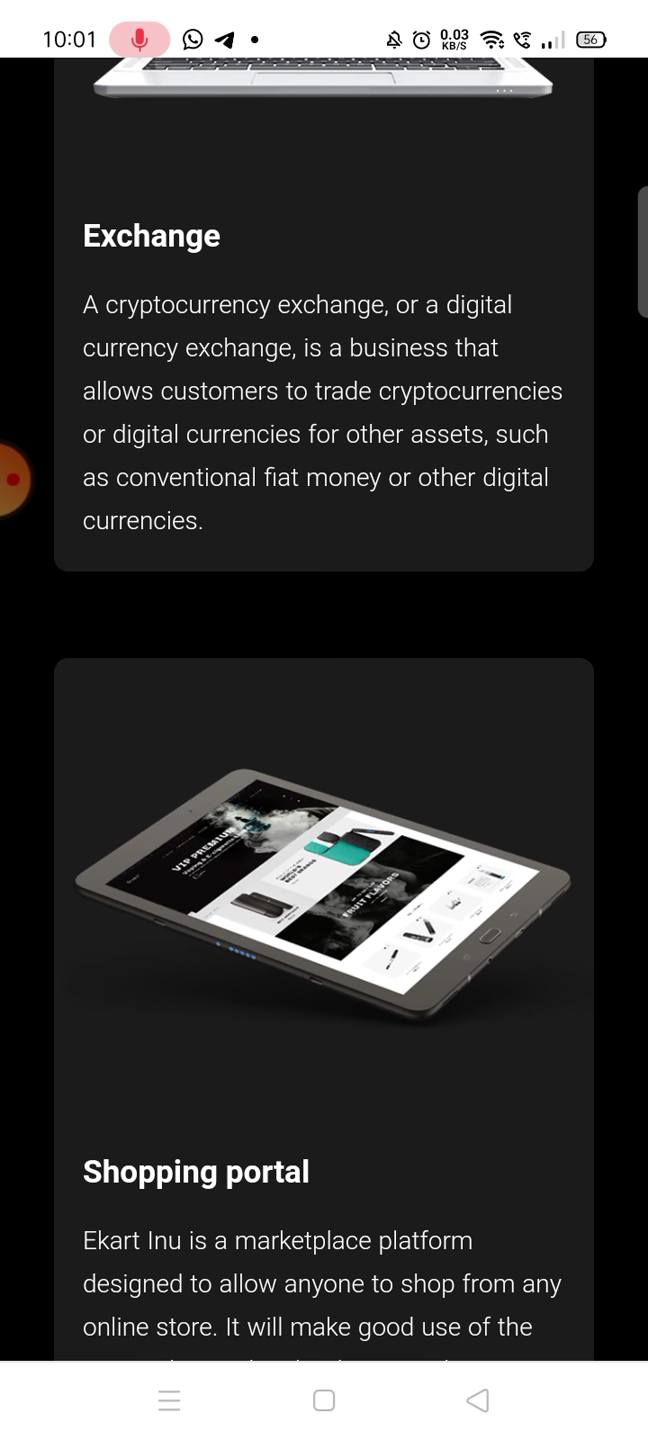 10:01
0.03
KB/S
56
Exchange
A cryptocurrency exchange, or a digital
currency exchange, is a business that
allows customers to trade cryptocurrencies
or digital currencies for other assets, such
as conventional fiat money or other digital
currencies.
VIP PREMIUM
FRUIT FLAVORS
Shopping portal
Ekart Inu is a marketplace platform
designed to allow anyone to shop from any
online store. It will make good use of the